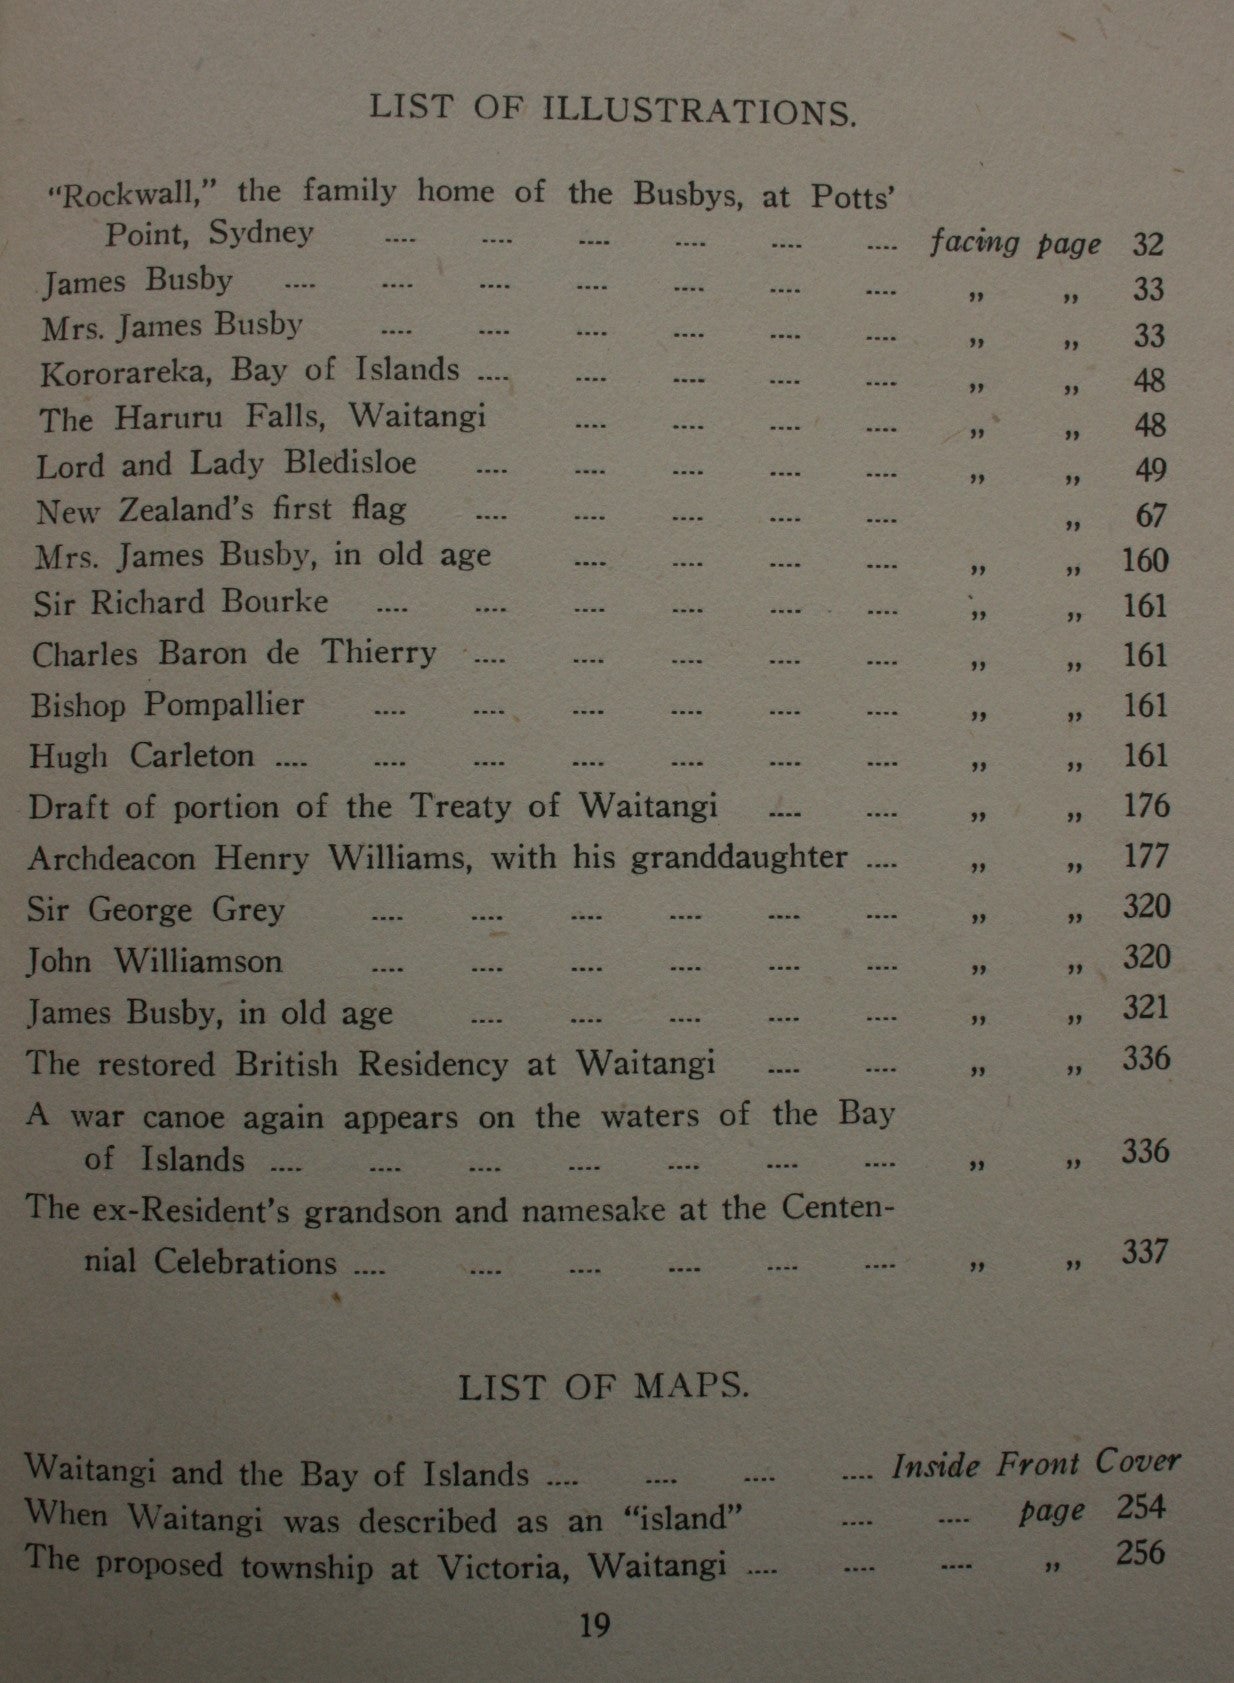 LIST OF ILLUSTRATIONS.
“Rockwall,” the family home of the Busbys, at Potts’
Point, Sydney .... .... .... .... .... .... facing page 32
James Busby .... .... .... .... .... .... .... ,, ,, 33
Mrs. James Busby .... .... .... .... .... .... ,, ,, 33
Kororareka, Bay of Islands .... .... .... .... .... ,, ,, 48
The Haruru Falls, Waitangi .... .... .... .... ,, ,, 48
Lord and Lady Bledisloe .... .... .... .... .... ,, ,, 49
New Zealand’s first flag .... .... .... .... .... ,, 67
Mrs. James Busby, in old age .... .... .... .... ,, ,, 160
Sir Richard Bourke .... .... .... .... .... .... ,, ,, 161
Charles Baron de Thierry .... .... .... .... .... ,, ,, 161
Bishop Pompallier .... .... .... .... .... .... ,, ,, 161
Hugh Carleton .... .... .... .... .... .... .... ,, ,, 161
Draft of portion of the Treaty of Waitangi .... .... ,, ,, 176
Archdeacon Henry Williams, with his granddaughter .... ,, ,, 177
Sir George Grey .... .... .... .... .... .... ,, ,, 320
John Williamson .... .... .... .... .... .... ,, ,, 320
James Busby, in old age .... .... .... .... .... ,, ,, 321
The restored British Residency at Waitangi .... .... ,, ,, 336
A war canoe again appears on the waters of the Bay
of Islands .... .... .... .... .... .... .... ,, ,, 336
The ex-Resident’s grandson and namesake at the Centen-
nial Celebrations .... .... .... .... .... .... ,, ,, 337
LIST OF MAPS.
Waitangi and the Bay of Islands .... .... .... .... Inside Front Cover
When Waitangi was described as an “island” .... .... page 254
The proposed township at Victoria, Waitangi .... .... .... ,, 256
19